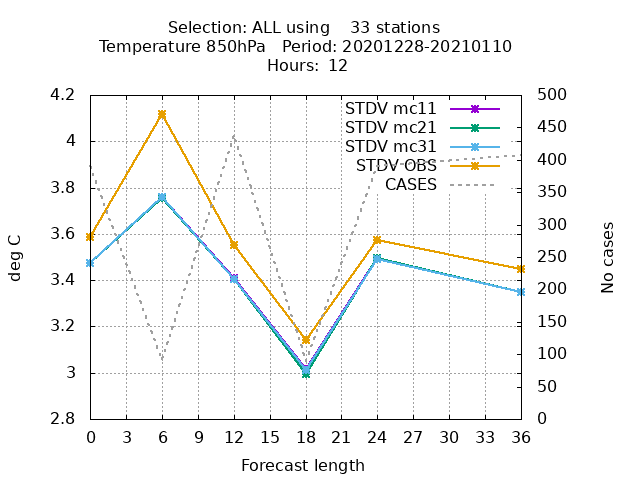 Selection: ALL using    33 stations
Temperature 850hPa   Period: 20201228-20210110
Hours: 12
4.2
4
3.8
3.6
3.4
3.2
3
2.8
deg C
STDV mc11
STDV mc21
STDV mc31
STDV OBS
CASES
500
450
400
350
300
250
200
150
100
50
0
No cases
0 3 6 9 12 15 18 21 24 27 30 33 36
Forecast length